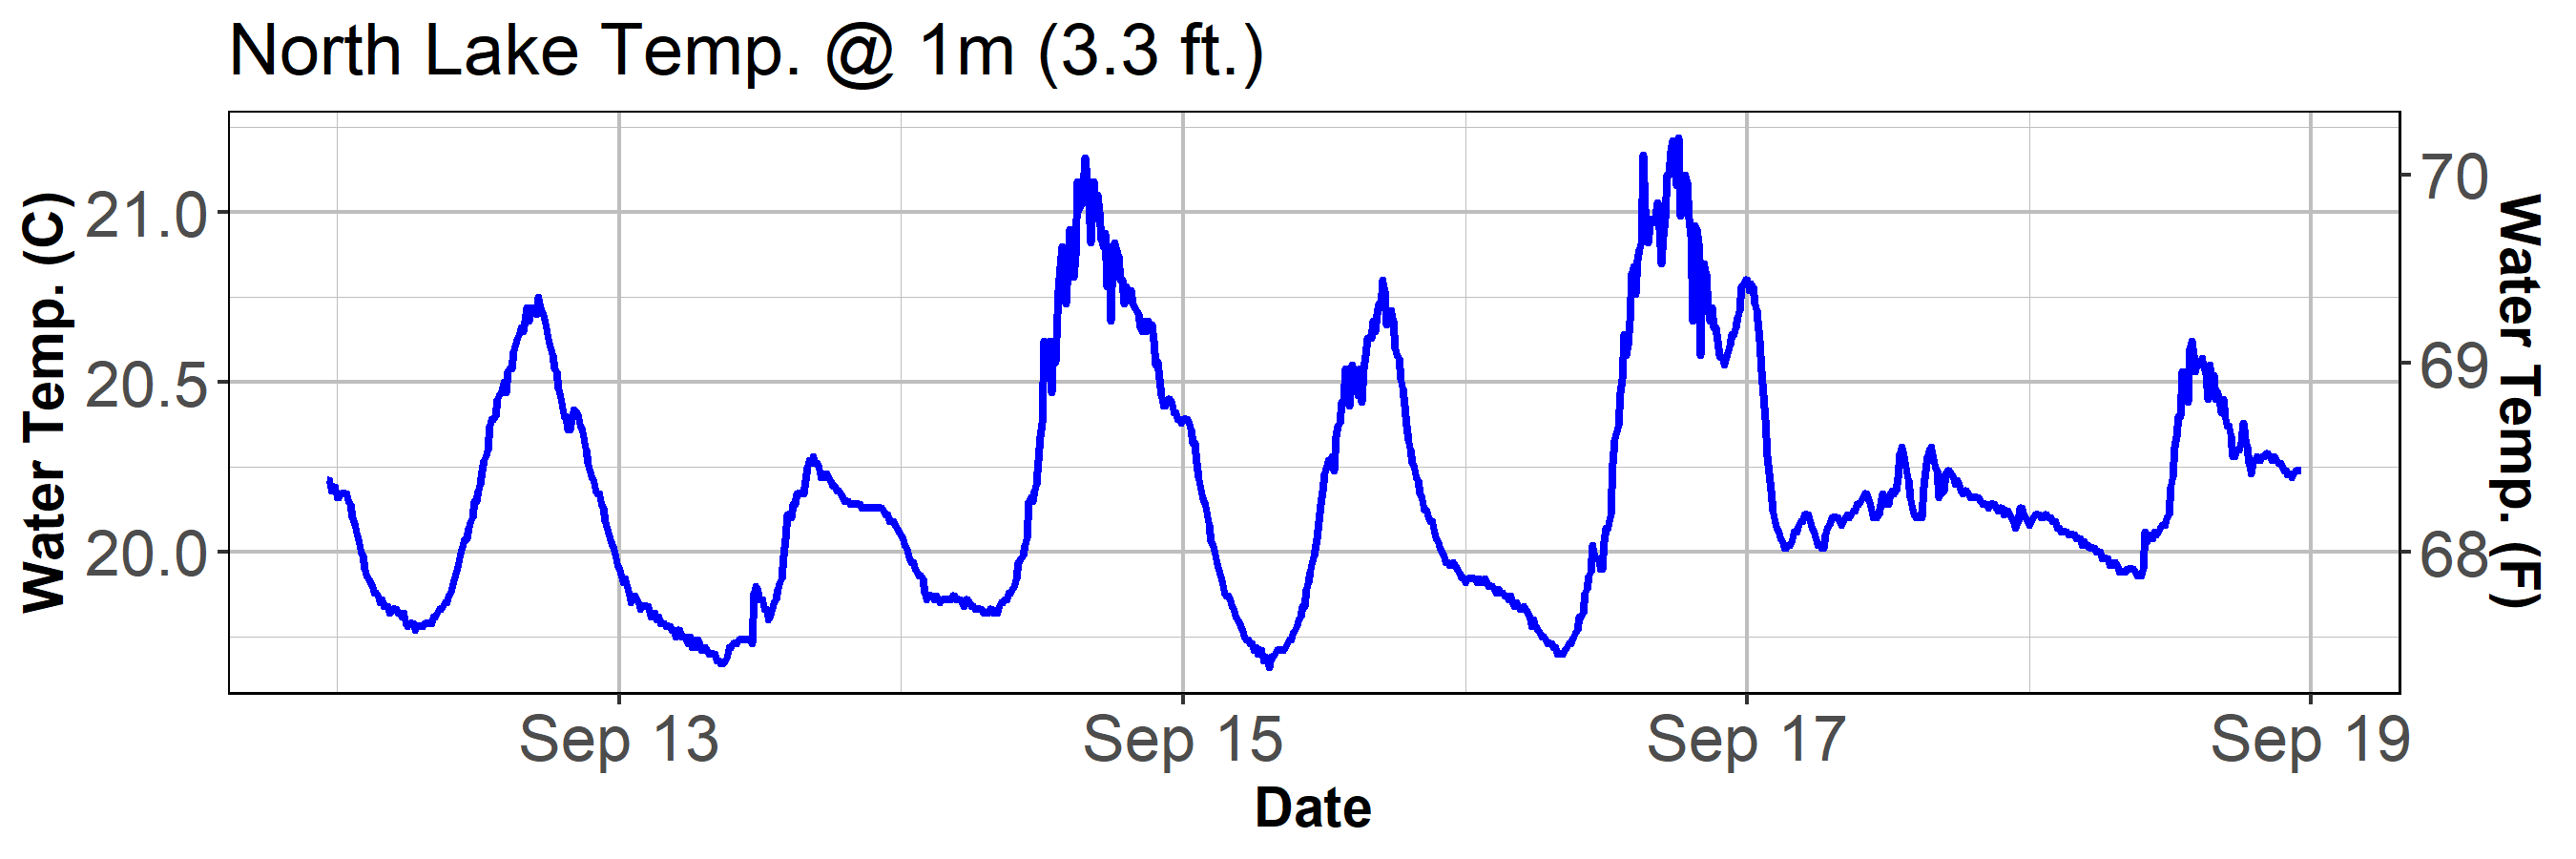 North Lake Temp. @ 1m (3.3 ft.)
Water Temp. (C)
21.0
20.5
20.0
70
69
68
Water Temp. (F)
Sep 13 Sep 15 Sep 17 Sep 19
Date